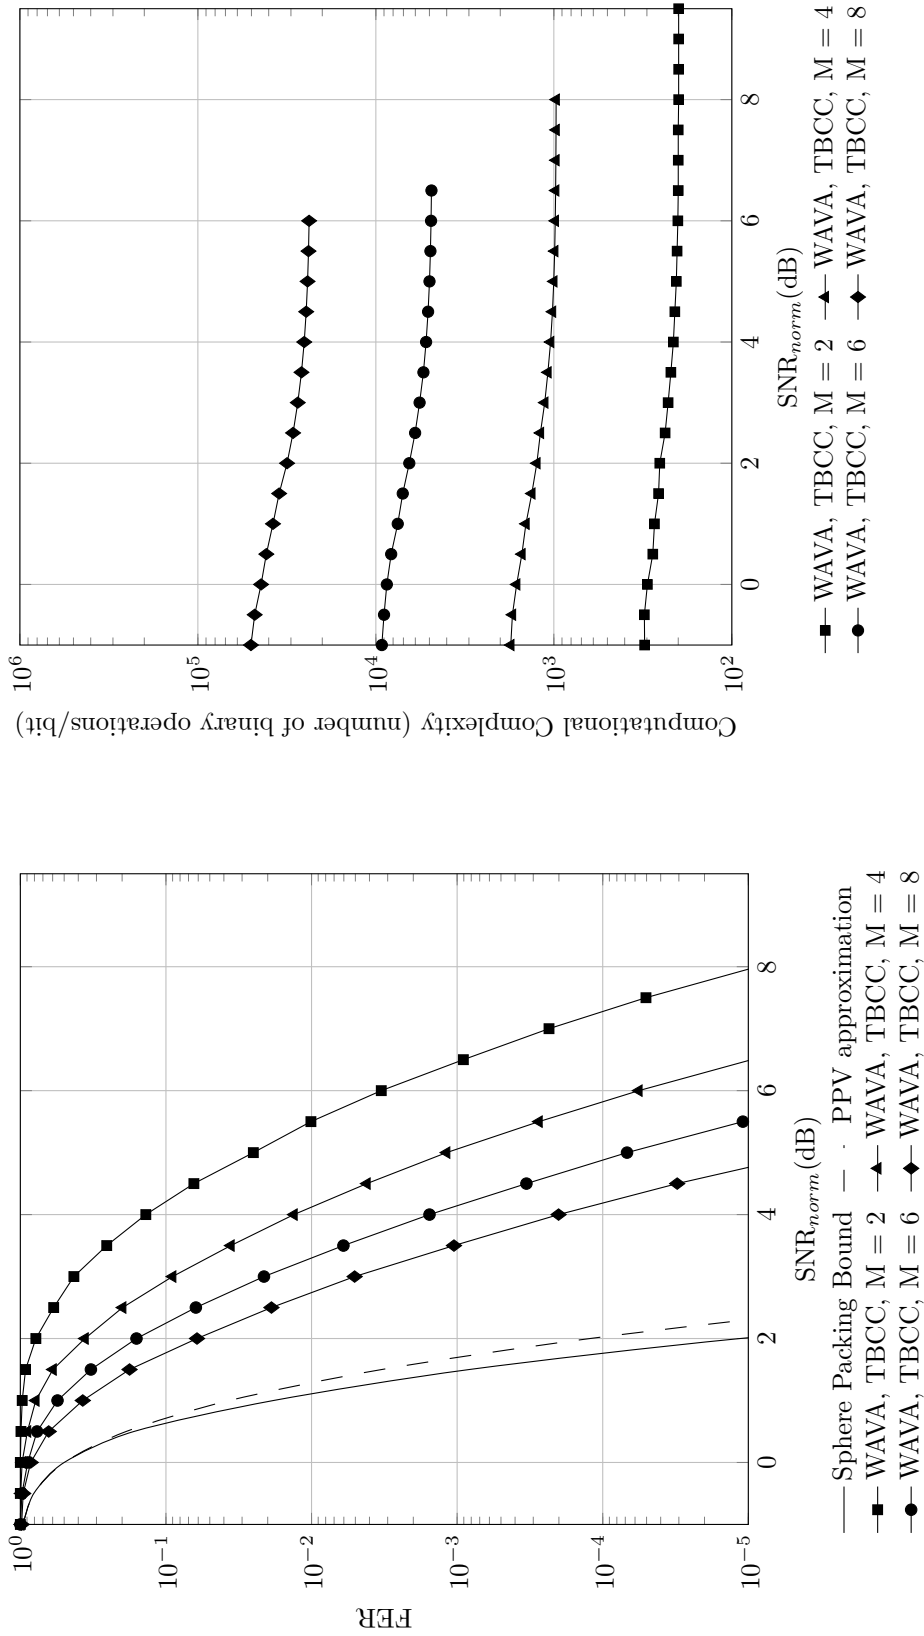 10^0
10^−1
10^−2
10^−3
10^−4
10^−5
FER
0
2
4
6
8
SNR_norm(dB)
Sphere Packing Bound
PPV approximation
WAVA, TBCC, M = 2
WAVA, TBCC, M = 4
WAVA, TBCC, M = 6
WAVA, TBCC, M = 8
10^6
10^5
10^4
10^3
10^2
Computational Complexity (number of binary operations/bit)
0
2
4
6
8
SNR_norm(dB)
WAVA, TBCC, M = 2
WAVA, TBCC, M = 4
WAVA, TBCC, M = 6
WAVA, TBCC, M = 8